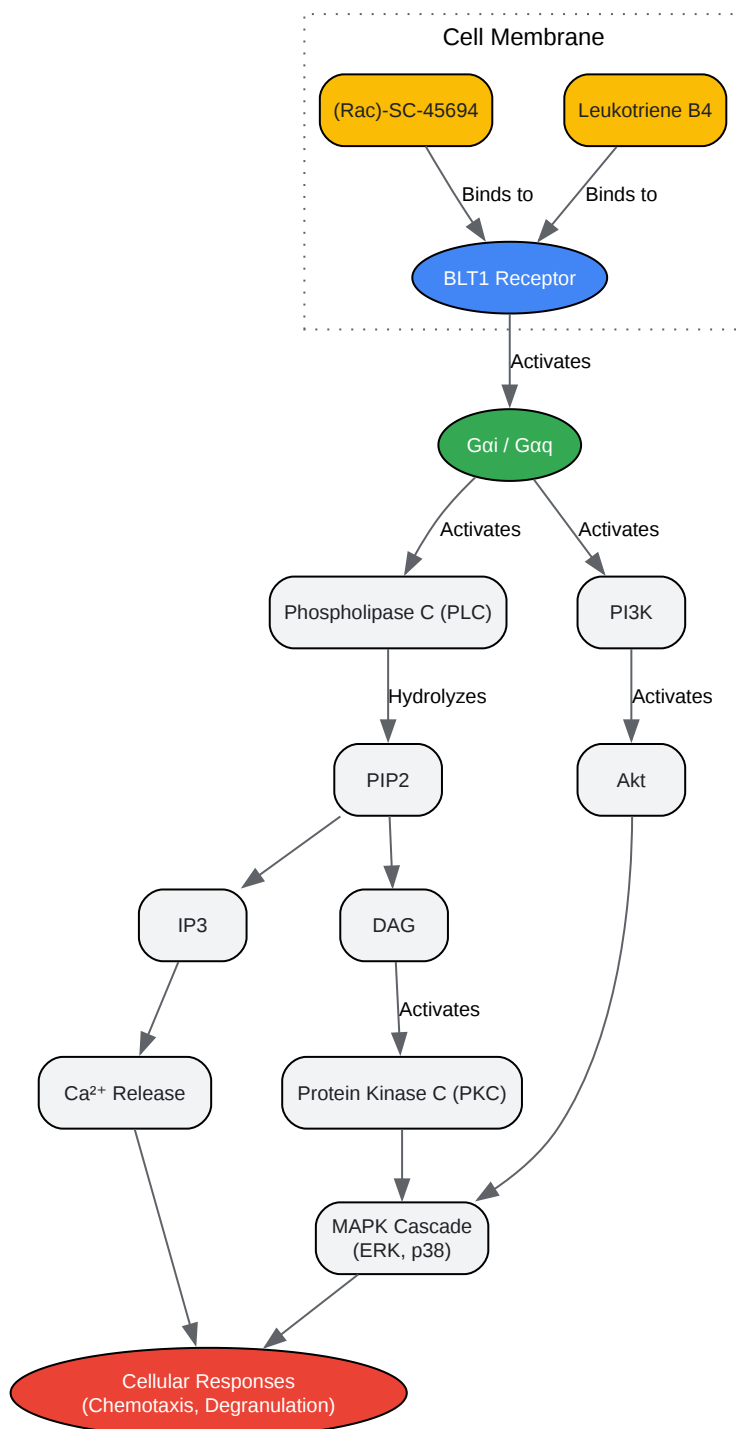 Cell Membrane
(Rac)-SC-45694
Leukotriene B4
Binds to
Binds to
BLT1 Receptor
Activates
Gαi / Gαq
Activates
Activates
Phospholipase C (PLC)
PI3K
Hydrolyzes
Activates
PIP2
Akt
IP3
DAG
Activates
Ca²⁺ Release
Protein Kinase C (PKC)
MAPK Cascade
(ERK, p38)
Cellular Responses
(Chemotaxis, Degranulation)